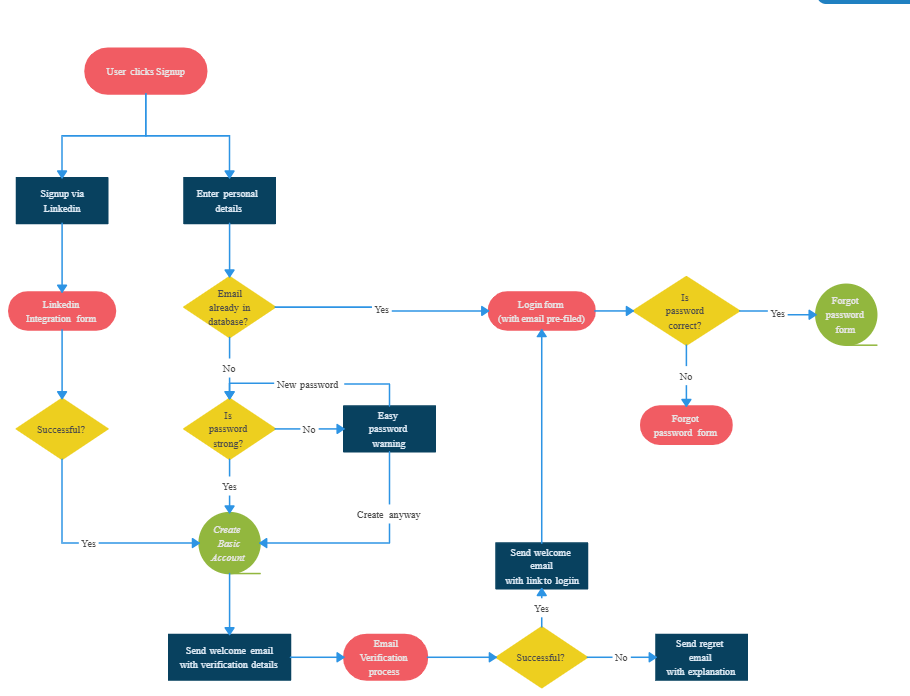 User clicks Signup
Signup via
Linkedin
Enter personal
details
Linkedin
Integration form
Email
already in
database?
Yes
Login form
(with email pre-filed)
Is
password
correct?
Yes
Forgot
password
form
No
No
New password
Successful?
Is
password
strong?
No
Easy
password
warning
Forgot
password form
Yes
Create anyway
Yes
Create
Basic
Account
Send welcome
email
with link to logiin
Yes
Send welcome email
with verification details
Email
Verification
process
Successful?
No
Send regret
email
with explanation